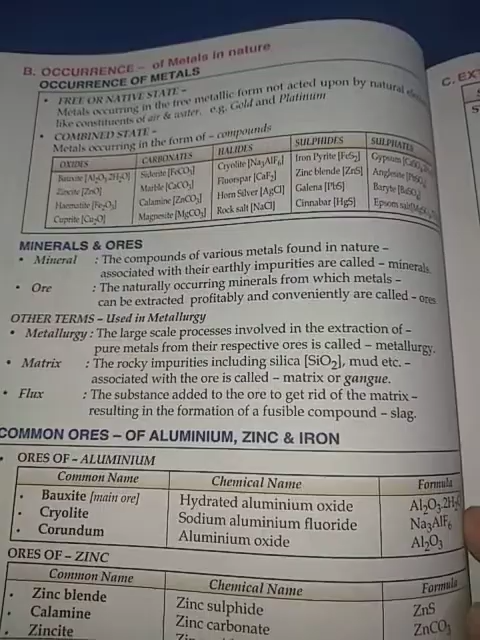 B. OCCURRENCE – of Metals in nature
OCCURRENCE OF METALS
• FREE OR NATIVE STATE –
Metals occurring in the free metallic form not acted upon by natural
like constituents of air & water. e.g. Gold and Platinum
• COMBINED STATE –
Metals occurring in the form of – compounds
OXIDES CARBONATES HALIDES SULPHIDES SULPHATES
Bauxite [Al₂O₃.2H₂O] Siderite [FeCO₃] Cryolite [Na₃AlF₆] Iron Pyrite [FeS₂] Gypsum
Zincite [ZnO] Marble [CaCO₃] Fluorspar [CaF₂] Zinc blende [ZnS] Anglesite [PbSO₄]
Haematite [Fe₂O₃] Calamine [ZnCO₃] Horn Silver [AgCl] Galena [PbS] Baryte [BaSO₄]
Cuprite [Cu₂O] Magnesite [MgCO₃] Rock salt [NaCl] Cinnabar [HgS] Epsom salt
MINERALS & ORES
• Mineral : The compounds of various metals found in nature –
associated with their earthly impurities are called – minerals.
• Ore : The naturally occurring minerals from which metals –
can be extracted profitably and conveniently are called – ores
OTHER TERMS – Used in Metallurgy
• Metallurgy : The large scale processes involved in the extraction of –
pure metals from their respective ores is called – metallurgy.
• Matrix : The rocky impurities including silica [SiO₂], mud etc. –
associated with the ore is called – matrix or gangue.
• Flux : The substance added to the ore to get rid of the matrix –
resulting in the formation of a fusible compound – slag.
COMMON ORES – OF ALUMINIUM, ZINC & IRON
• ORES OF – ALUMINIUM
Common Name Chemical Name Formula
• Bauxite [main ore] Hydrated aluminium oxide Al₂O₃.2H₂O
• Cryolite Sodium aluminium fluoride Na₃AlF₆
• Corundum Aluminium oxide Al₂O₃
ORES OF – ZINC
Common Name Chemical Name Formula
• Zinc blende Zinc sulphide ZnS
• Calamine Zinc carbonate ZnCO₃
• Zincite
C. EXT